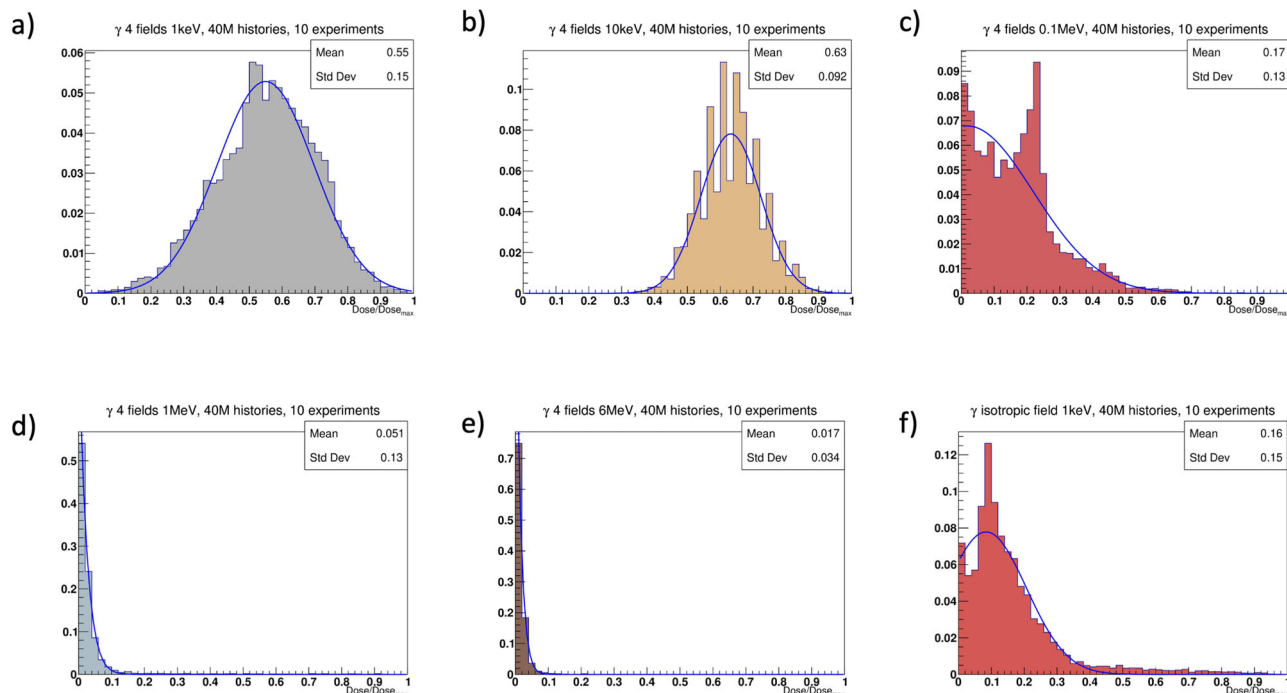 a)
γ 4 fields 1keV, 40M histories, 10 experiments
Mean 0.55
Std Dev 0.15
0.06
0.05
0.04
0.03
0.02
0.01
0
0 0.1 0.2 0.3 0.4 0.5 0.6 0.7 0.8 0.9 1
Dose/Dosemax
b)
γ 4 fields 10keV, 40M histories, 10 experiments
Mean 0.63
Std Dev 0.092
0.1
0.08
0.06
0.04
0.02
0
0 0.1 0.2 0.3 0.4 0.5 0.6 0.7 0.8 0.9 1
Dose/Dosemax
c)
γ 4 fields 0.1MeV, 40M histories, 10 experiments
Mean 0.17
Std Dev 0.13
0.09
0.08
0.07
0.06
0.05
0.04
0.03
0.02
0.01
0
0 0.1 0.2 0.3 0.4 0.5 0.6 0.7 0.8 0.9
Dose/Dosema
d)
γ 4 fields 1MeV, 40M histories, 10 experiments
Mean 0.051
Std Dev 0.13
0.5
0.4
0.3
0.2
0.1
0
0 0.1 0.2 0.3 0.4 0.5 0.6 0.7 0.8 0.9 1
Dose/Dosemax
e)
γ 4 fields 6MeV, 40M histories, 10 experiments
Mean 0.017
Std Dev 0.034
0.7
0.6
0.5
0.4
0.3
0.2
0.1
0
0 0.1 0.2 0.3 0.4 0.5 0.6 0.7 0.8 0.9 1
Dose/Dosemax
f)
γ isotropic field 1keV, 40M histories, 10 experiments
Mean 0.16
Std Dev 0.15
0.12
0.1
0.08
0.06
0.04
0.02
0
0 0.1 0.2 0.3 0.4 0.5 0.6 0.7 0.8 0.9
Dose/Dosema